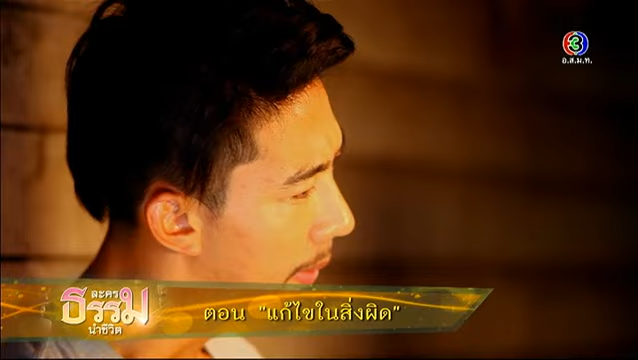 3
อ.ส.ม.ท.
ละคร
ธรรม
นำชีวิต
ตอน "แก้ไขในสิ่งผิด"